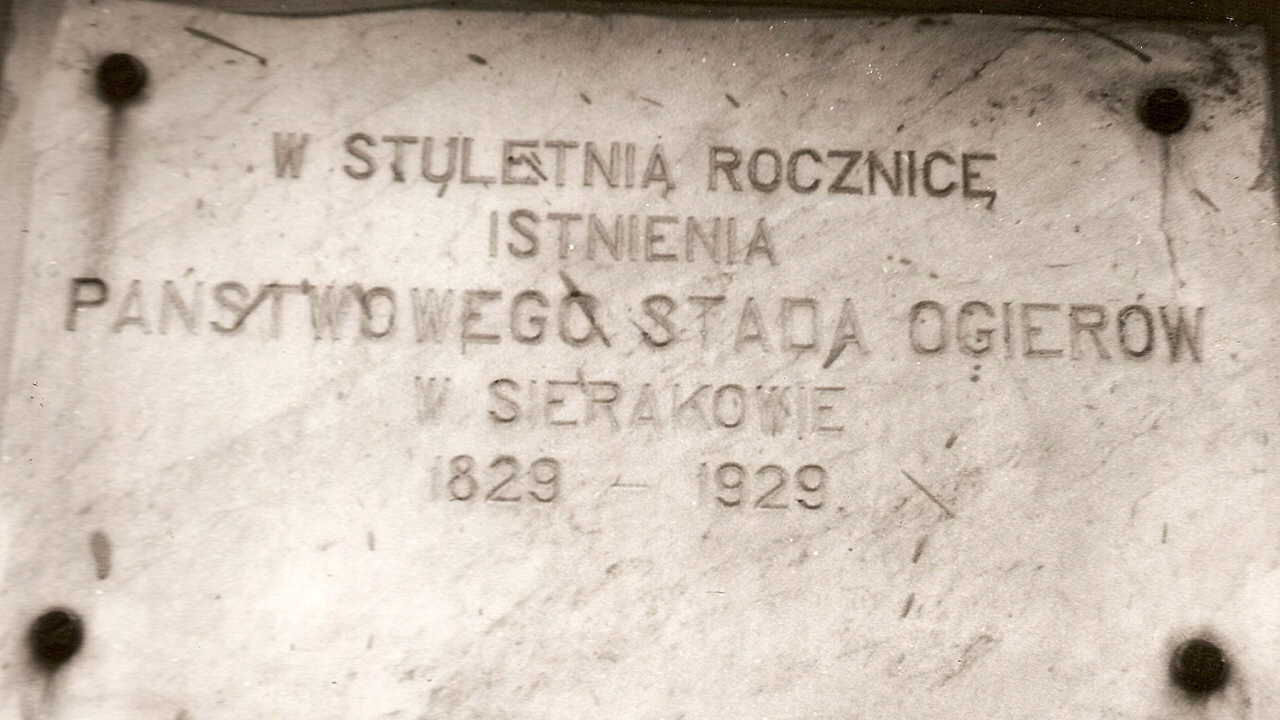 W STULETNIĄ ROCZNICĘ
ISTNIENIA
PAŃSTWOWEGO STADA OGIERÓW
W SIERAKOWIE
1829 — 1929.